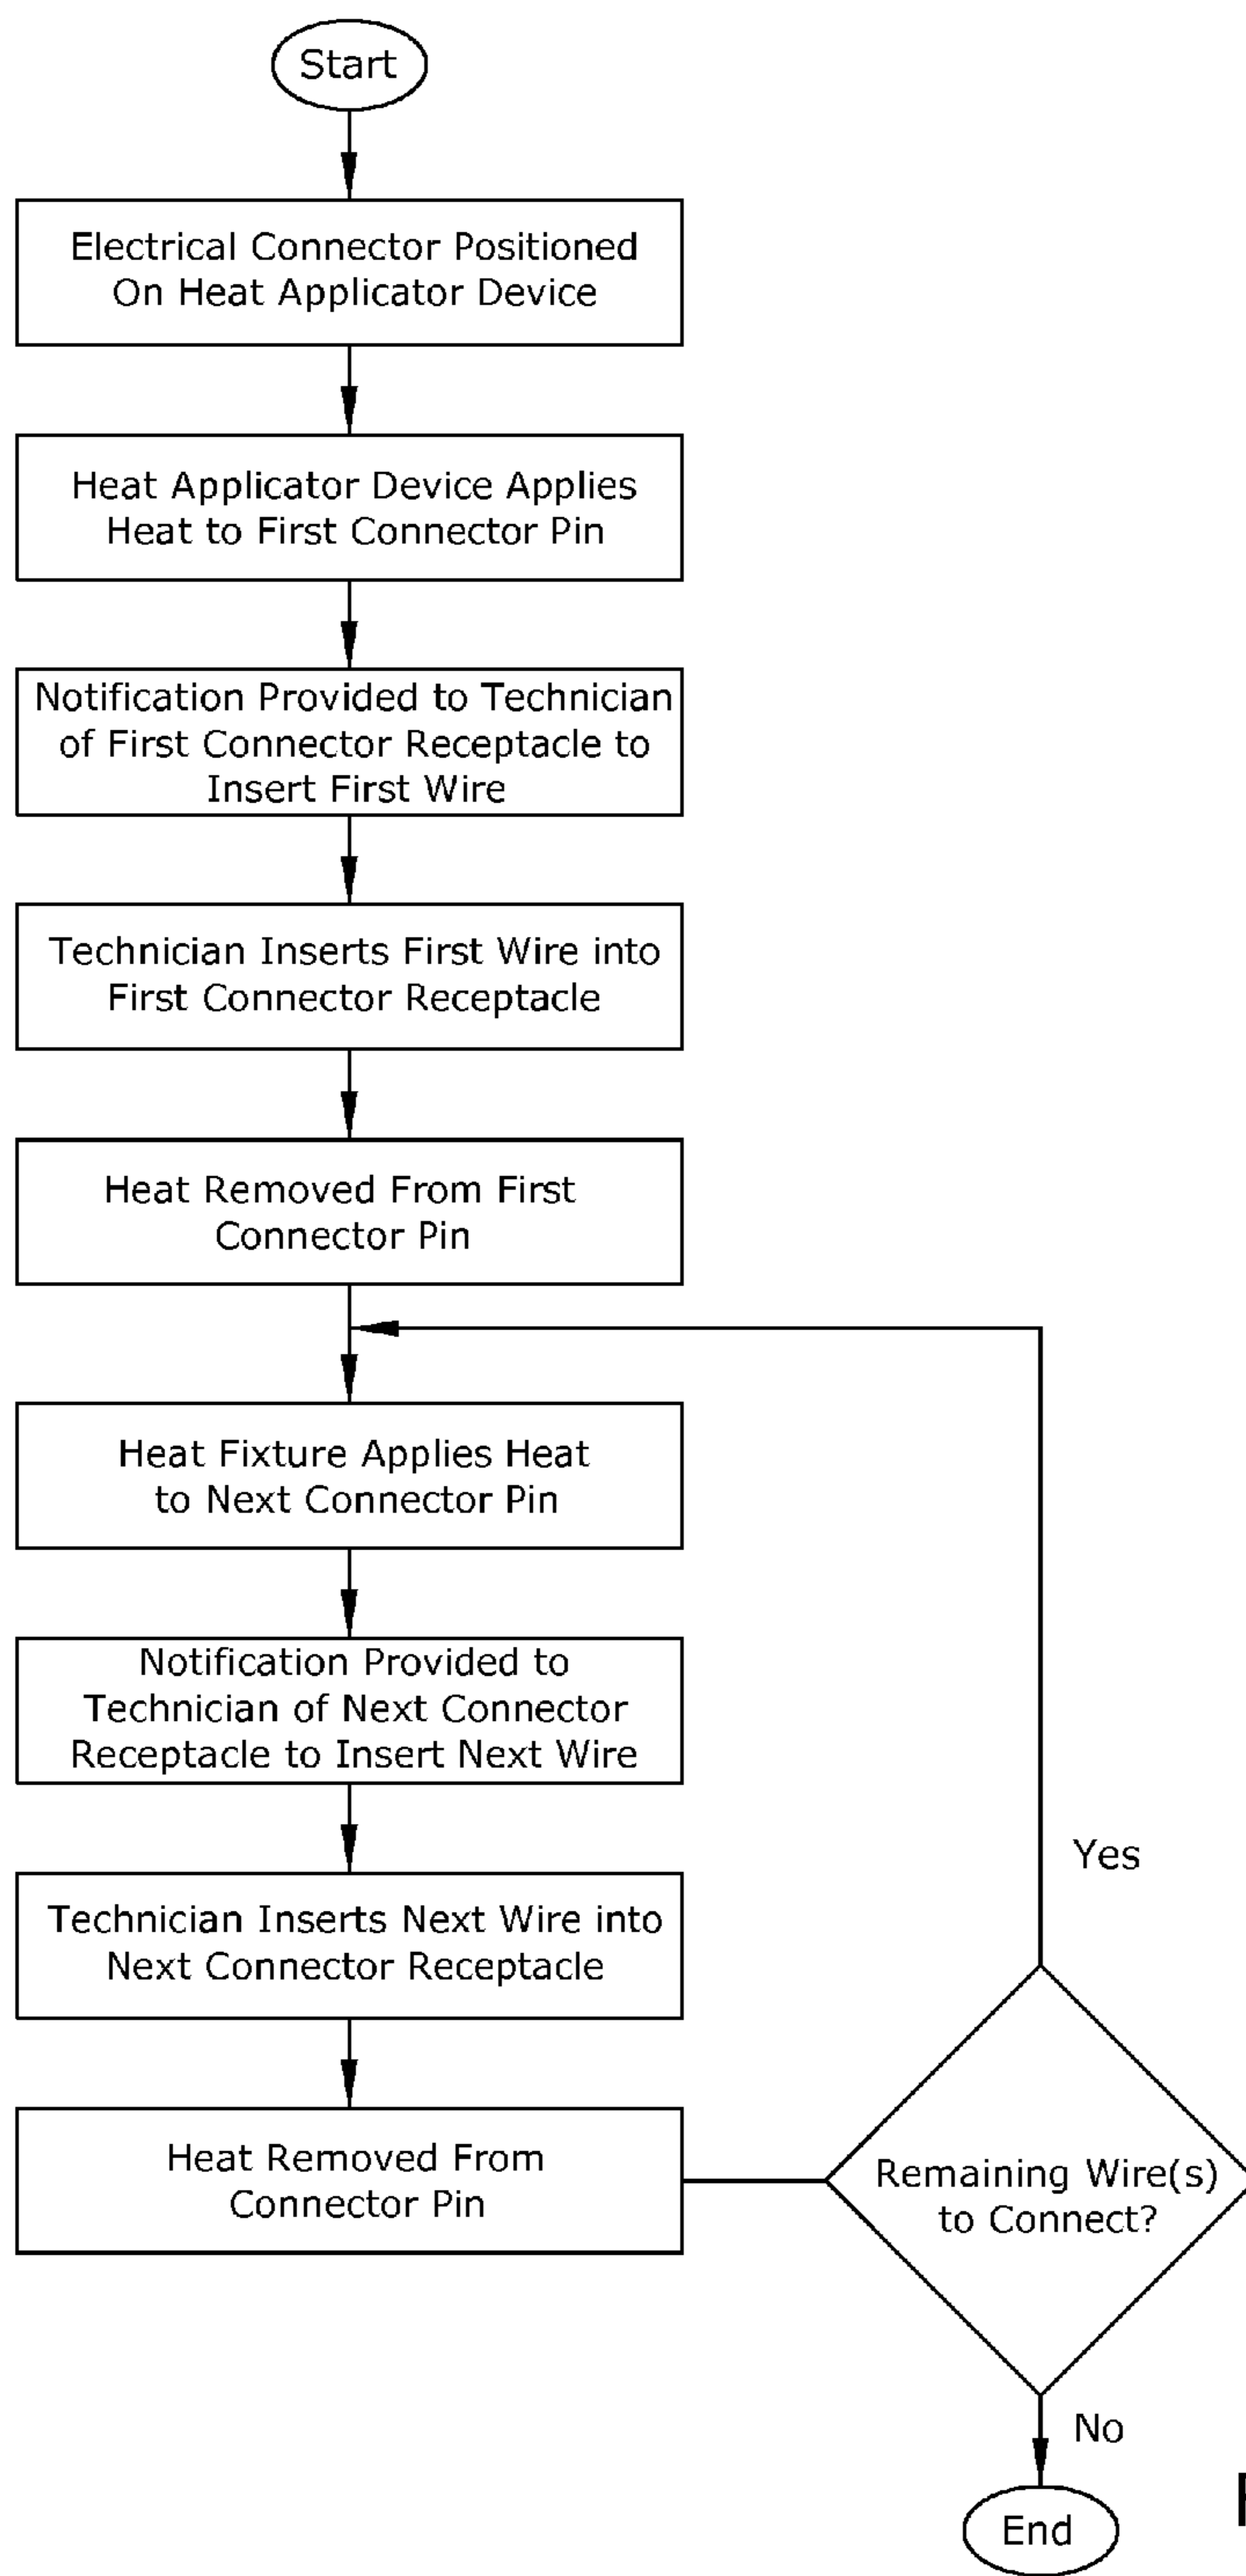 Start
Electrical Connector Positioned
On Heat Applicator Device
Heat Applicator Device Applies
Heat to First Connector Pin
Notification Provided to Technician
of First Connector Receptacle to
Insert First Wire
Technician Inserts First Wire into
First Connector Receptacle
Heat Removed From First
Connector Pin
Heat Fixture Applies Heat
to Next Connector Pin
Notification Provided to
Technician of Next Connector
Receptacle to Insert Next Wire
Technician Inserts Next Wire into
Next Connector Receptacle
Heat Removed From
Connector Pin
Yes
Remaining Wire(s)
to Connect?
No
End